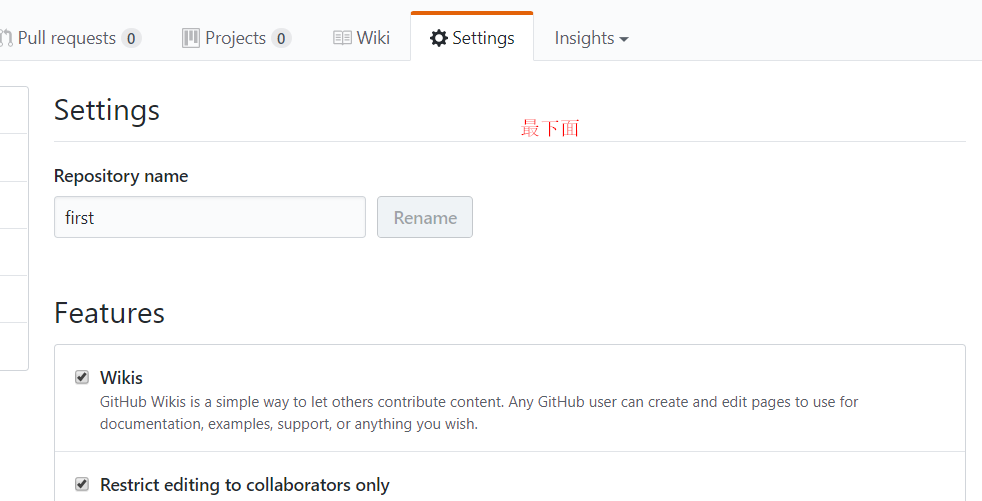 Pull requests 0 Projects 0 Wiki Settings Insights
Settings
最下面
Repository name
first Rename
Features
Wikis
GitHub Wikis is a simple way to let others contribute content. Any GitHub user can create and edit pages to use for
documentation, examples, support, or anything you wish.
Restrict editing to collaborators only